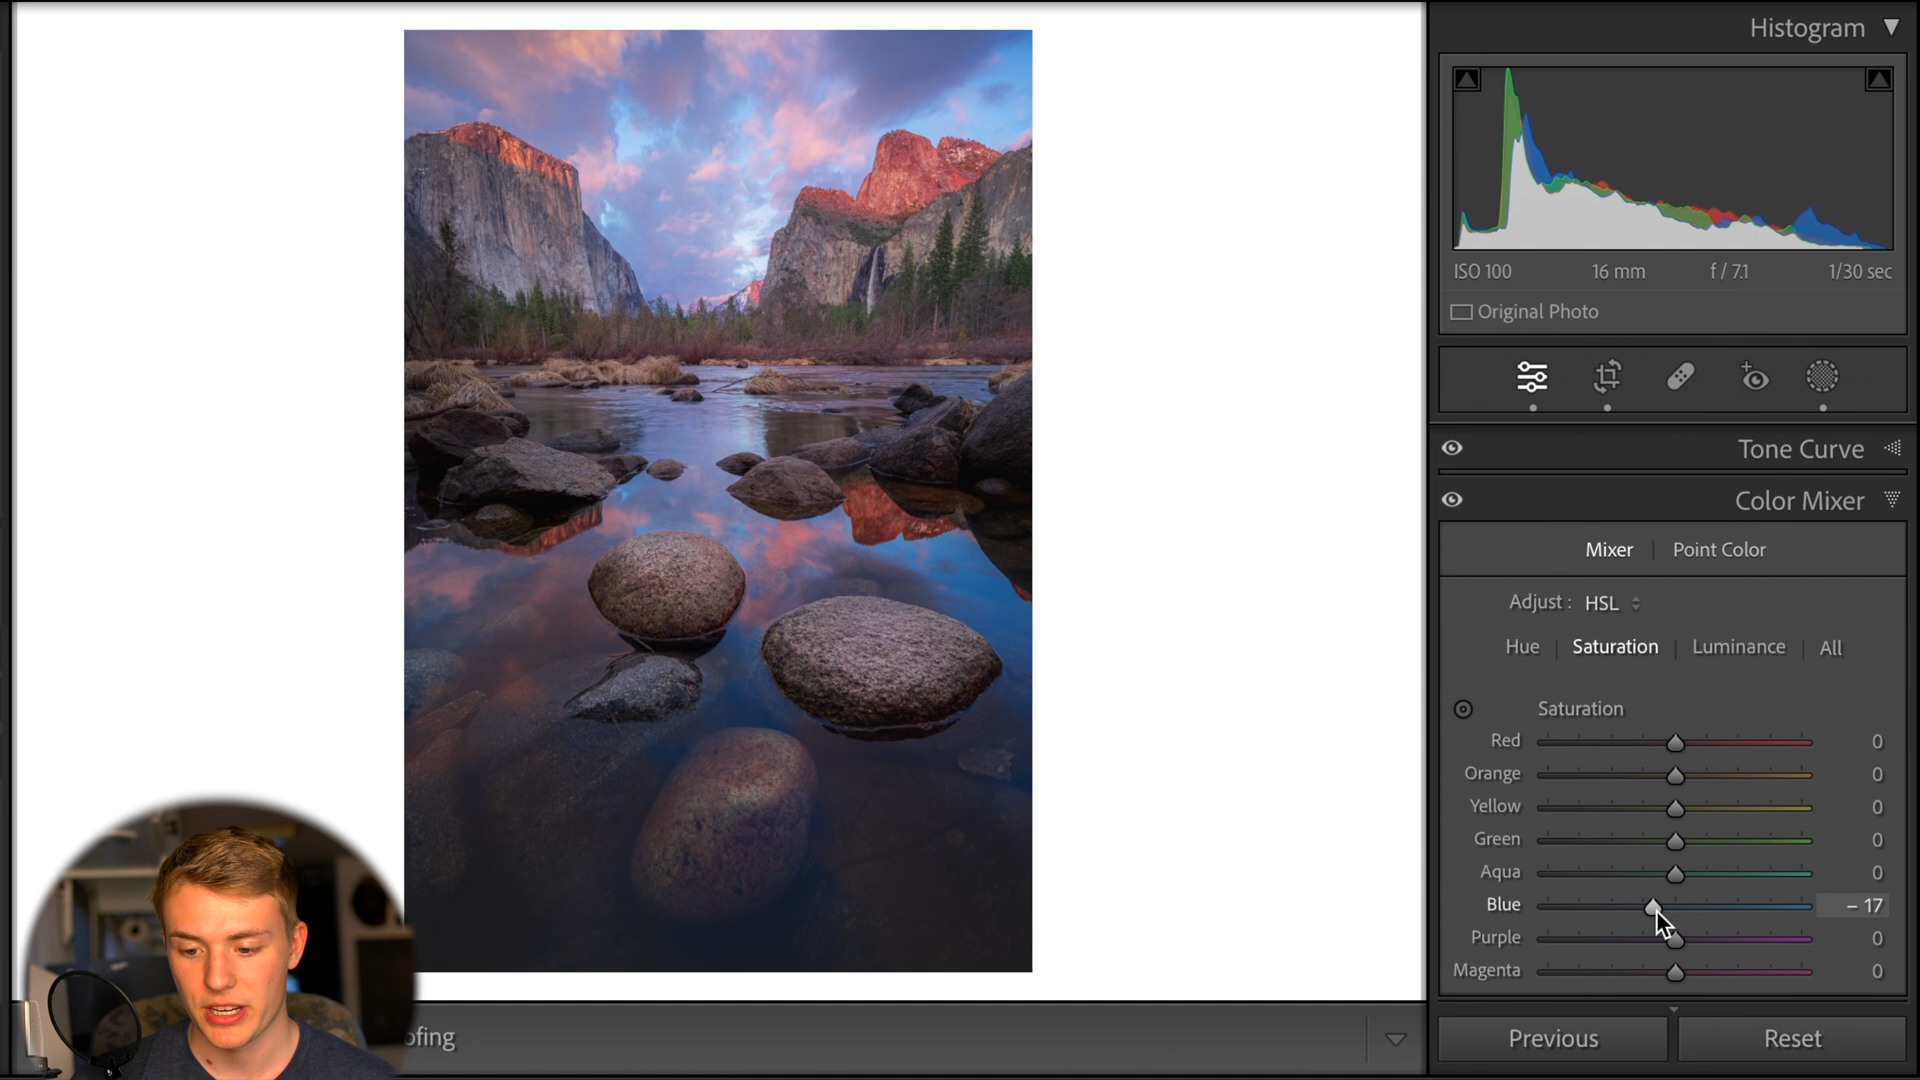 Histogram
ISO 100 16 mm f / 7.1 1/30 sec
Original Photo
Tone Curve
Color Mixer
Mixer Point Color
Adjust : HSL
Hue Saturation Luminance All
Saturation
Red 0
Orange 0
Yellow 0
Green 0
Aqua 0
Blue – 17
Purple 0
Magenta 0
Previous Reset
ofing